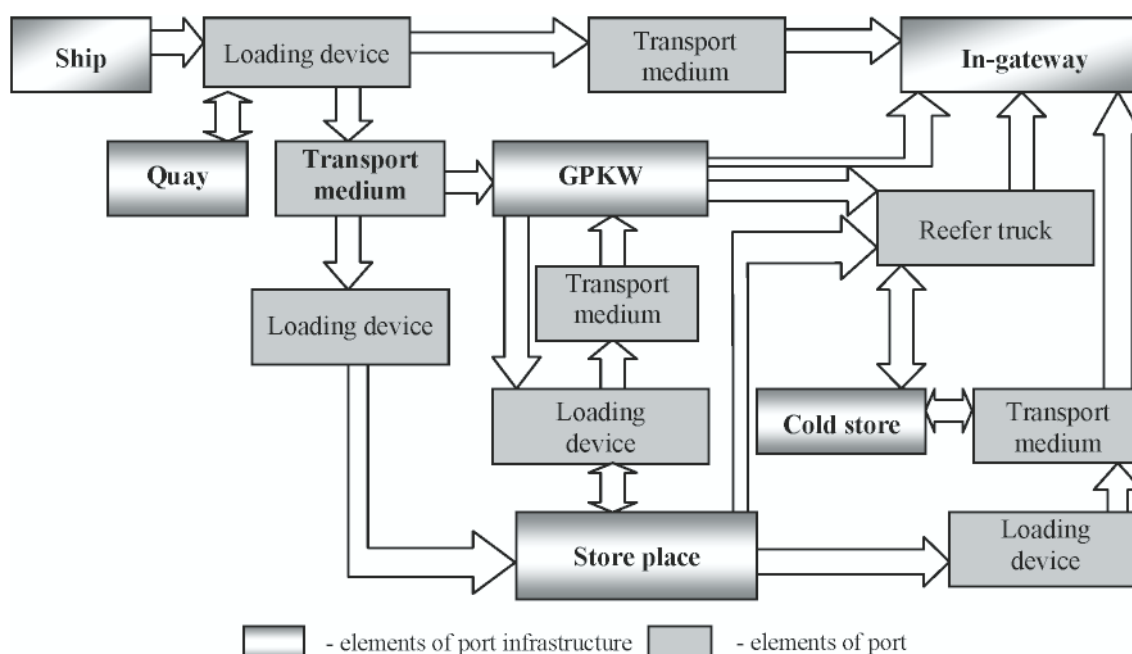 Ship
Loading device
Transport
medium
In-gateway
Quay
Transport
medium
GPKW
Reefer truck
Transport
medium
Loading device
Loading
device
Cold store
Transport
medium
Store place
Loading
device
- elements of port infrastructure
- elements of port